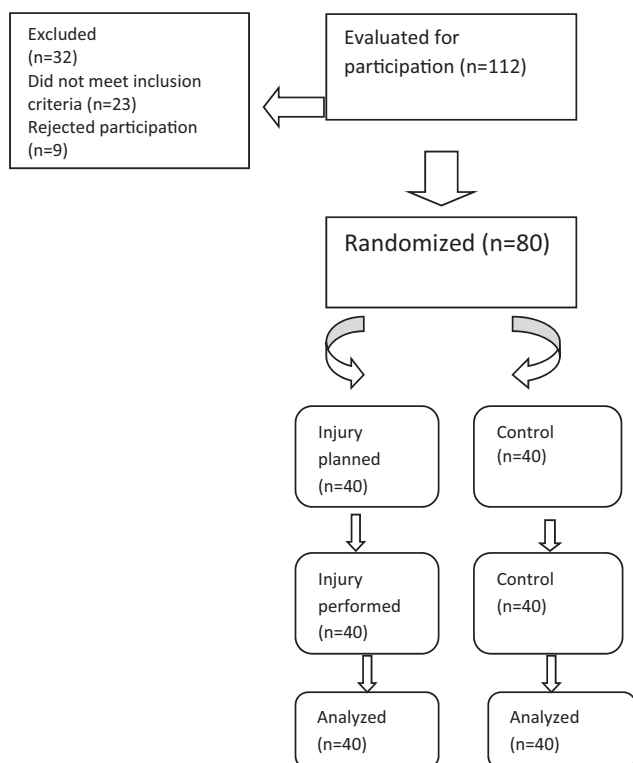 Excluded
(n=32)
Did not meet inclusion
criteria (n=23)
Rejected participation
(n=9)
Evaluated for
participation (n=112)
Randomized (n=80)
Injury
planned
(n=40)
Control
(n=40)
Injury
performed
(n=40)
Control
(n=40)
Analyzed
(n=40)
Analyzed
(n=40)